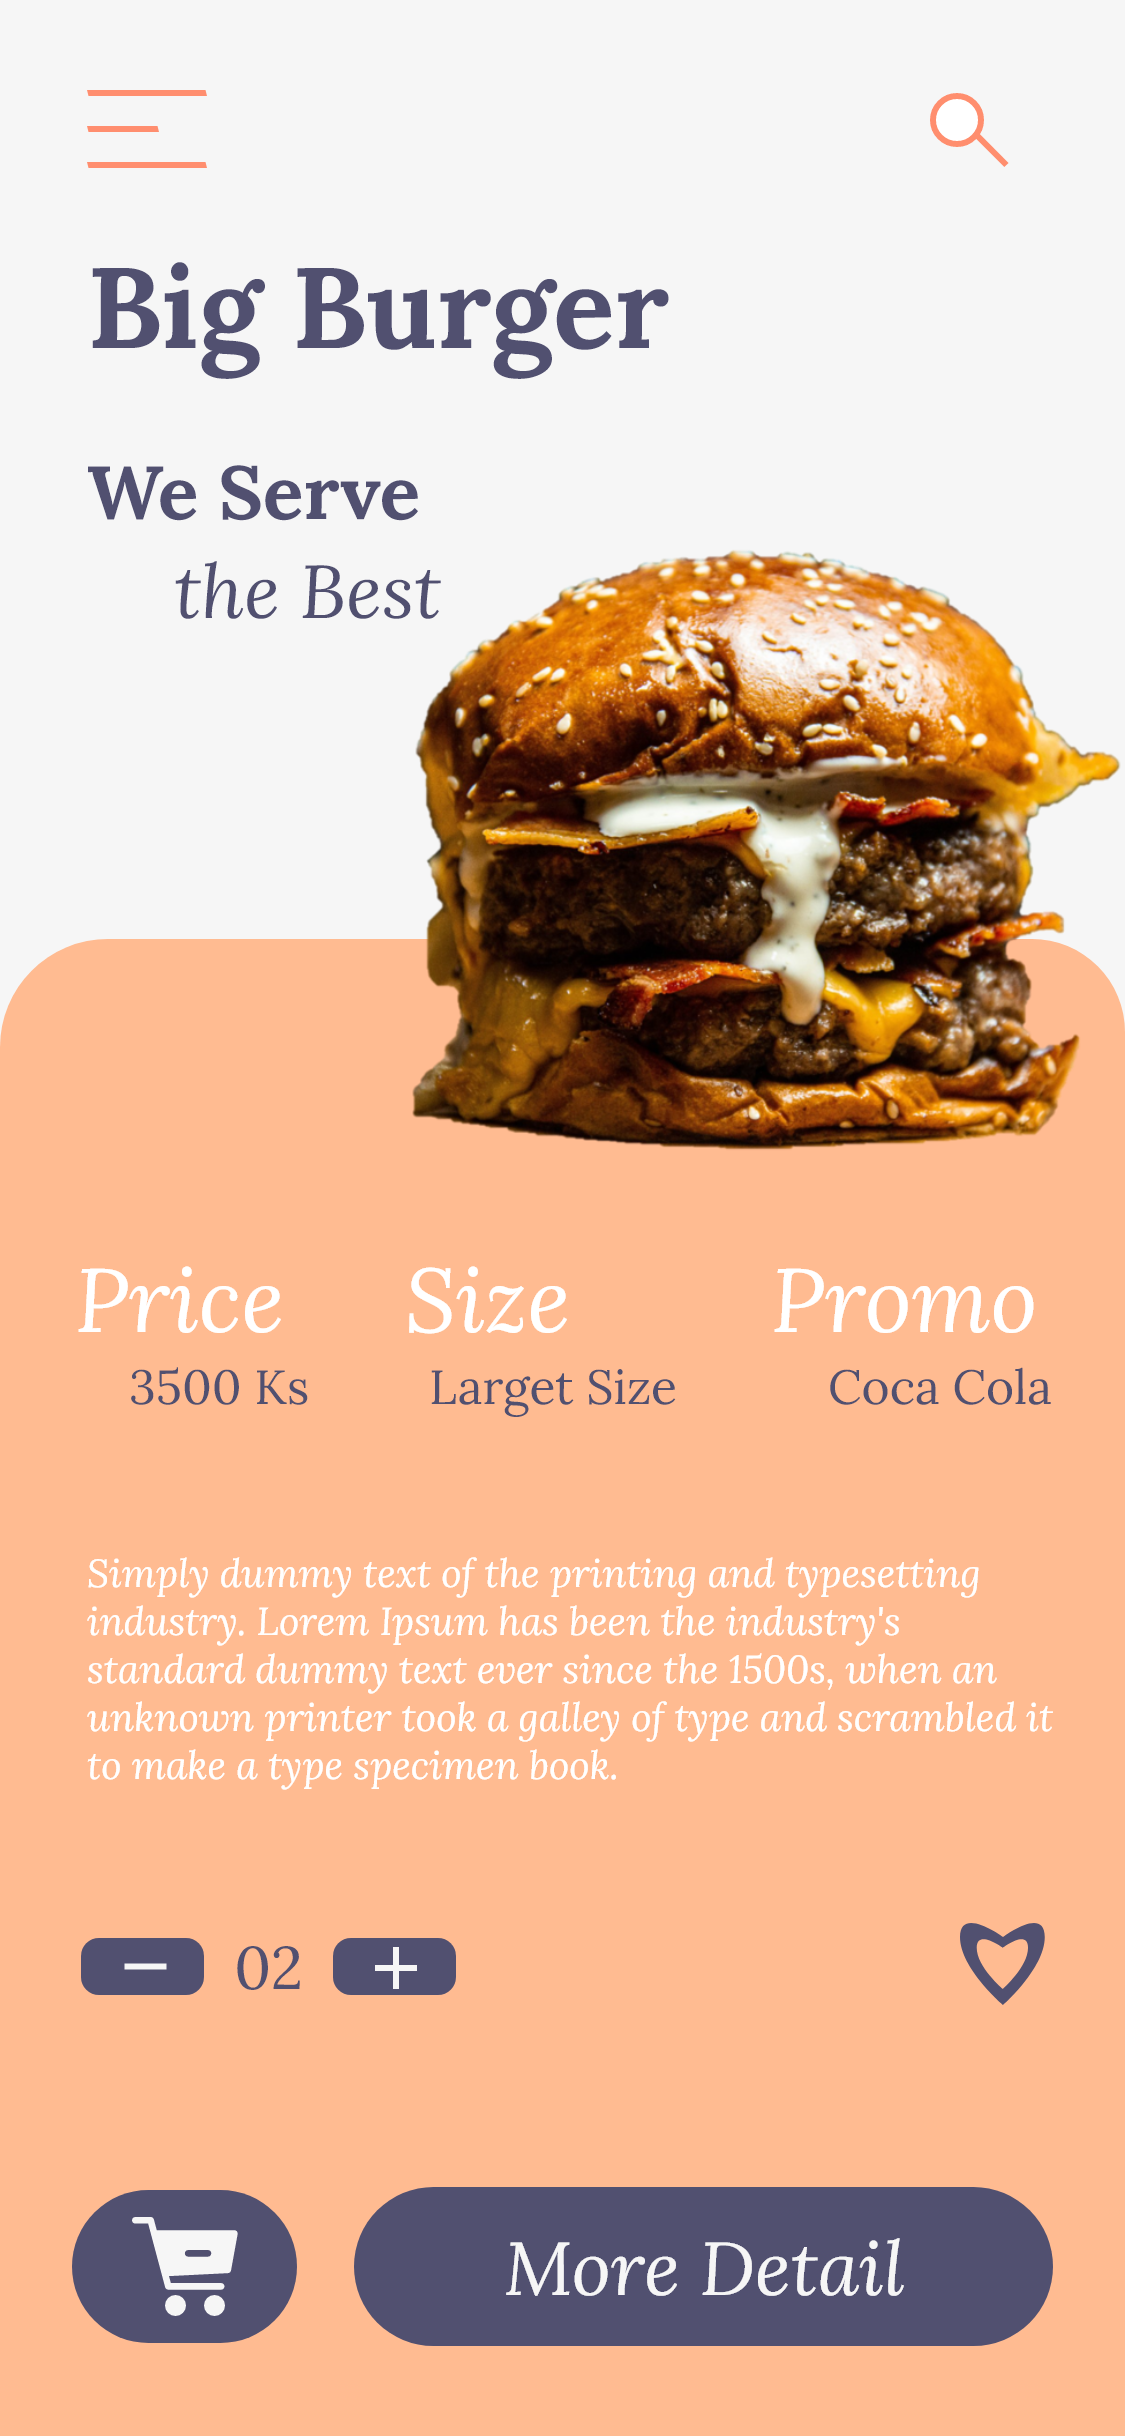 Big Burger
We Serve
the Best
Price Size Promo
3500 Ks Larget Size Coca Cola
Simply dummy text of the printing and typesetting
industry. Lorem Ipsum has been the industry's
standard dummy text ever since the 1500s, when an
unknown printer took a galley of type and scrambled it
to make a type specimen book.
02
More Detail